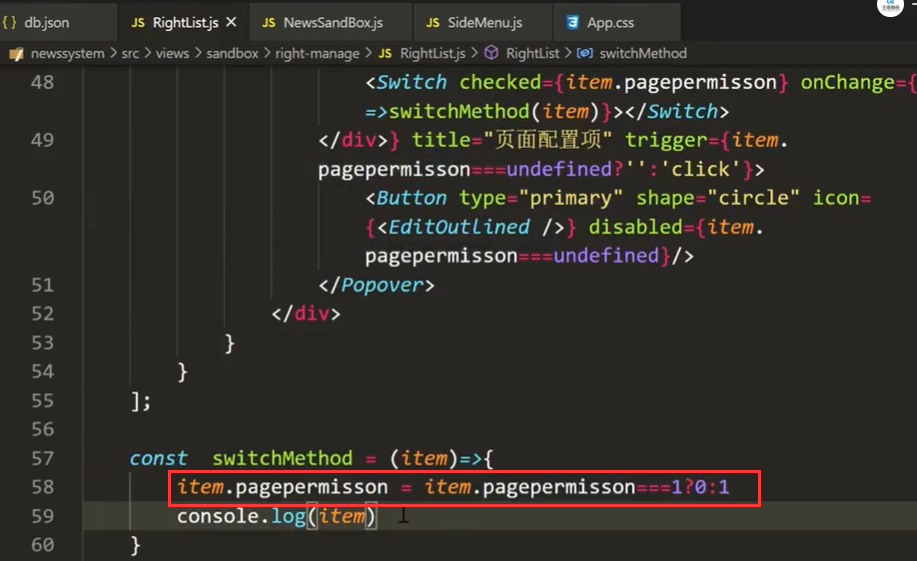 {} db.json JS RightList.js × JS NewsSandBox.js JS SideMenu.js App.css
newssystem > src > views > sandbox > right-manage > JS RightList.js > RightList > switchMethod
48 <Switch checked={item.pagepermisson} onChange={
=>switchMethod(item)}></Switch>
49 </div>} title="页面配置项" trigger={item.
pagepermisson===undefined?'':'click'}>
50 <Button type="primary" shape="circle" icon=
{<EditOutlined />} disabled={item.
pagepermisson===undefined}/>
51 </Popover>
52 </div>
53 }
54 }
55 ];
56
57 const switchMethod = (item)=>{
58 item.pagepermisson = item.pagepermisson===1?0:1
59 console.log(item)
60 }